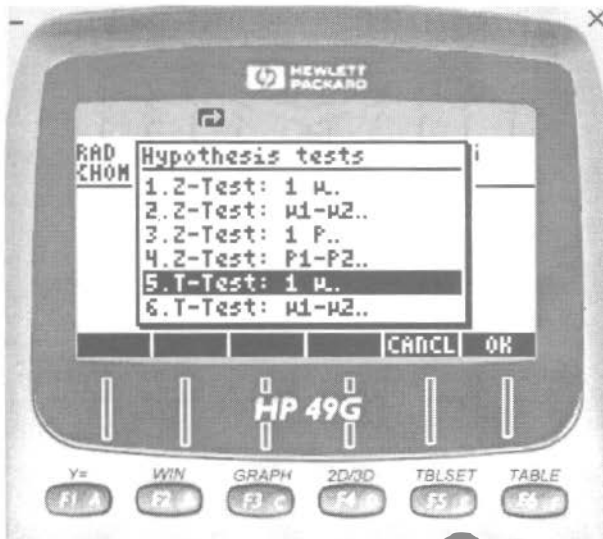 hp HEWLETT
PACKARD
RAD
{HOM
Hypothesis tests
1.Z-Test: 1 μ..
2.Z-Test: μ1-μ2..
3.Z-Test: 1 P..
4.Z-Test: P1-P2..
5.T-Test: 1 μ..
6.T-Test: μ1-μ2..
CANCL OK
HP 49G
Y= WIN GRAPH 2D/3D TBLSET TABLE
F1 A F2 F3 C F4 F5 F6